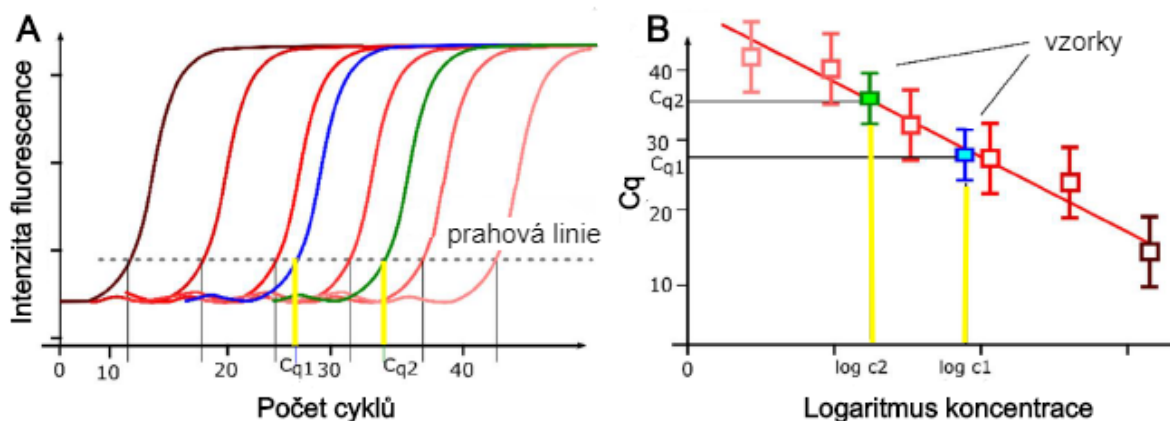 A
Intenzita fluorescence
prahová linie
0
10
20
Cq1
30
Cq2
40
Počet cyklů
B
vzorky
40
Cq2
30
Cq1
Cq
20
10
0
log c2
log c1
Logaritmus koncentrace